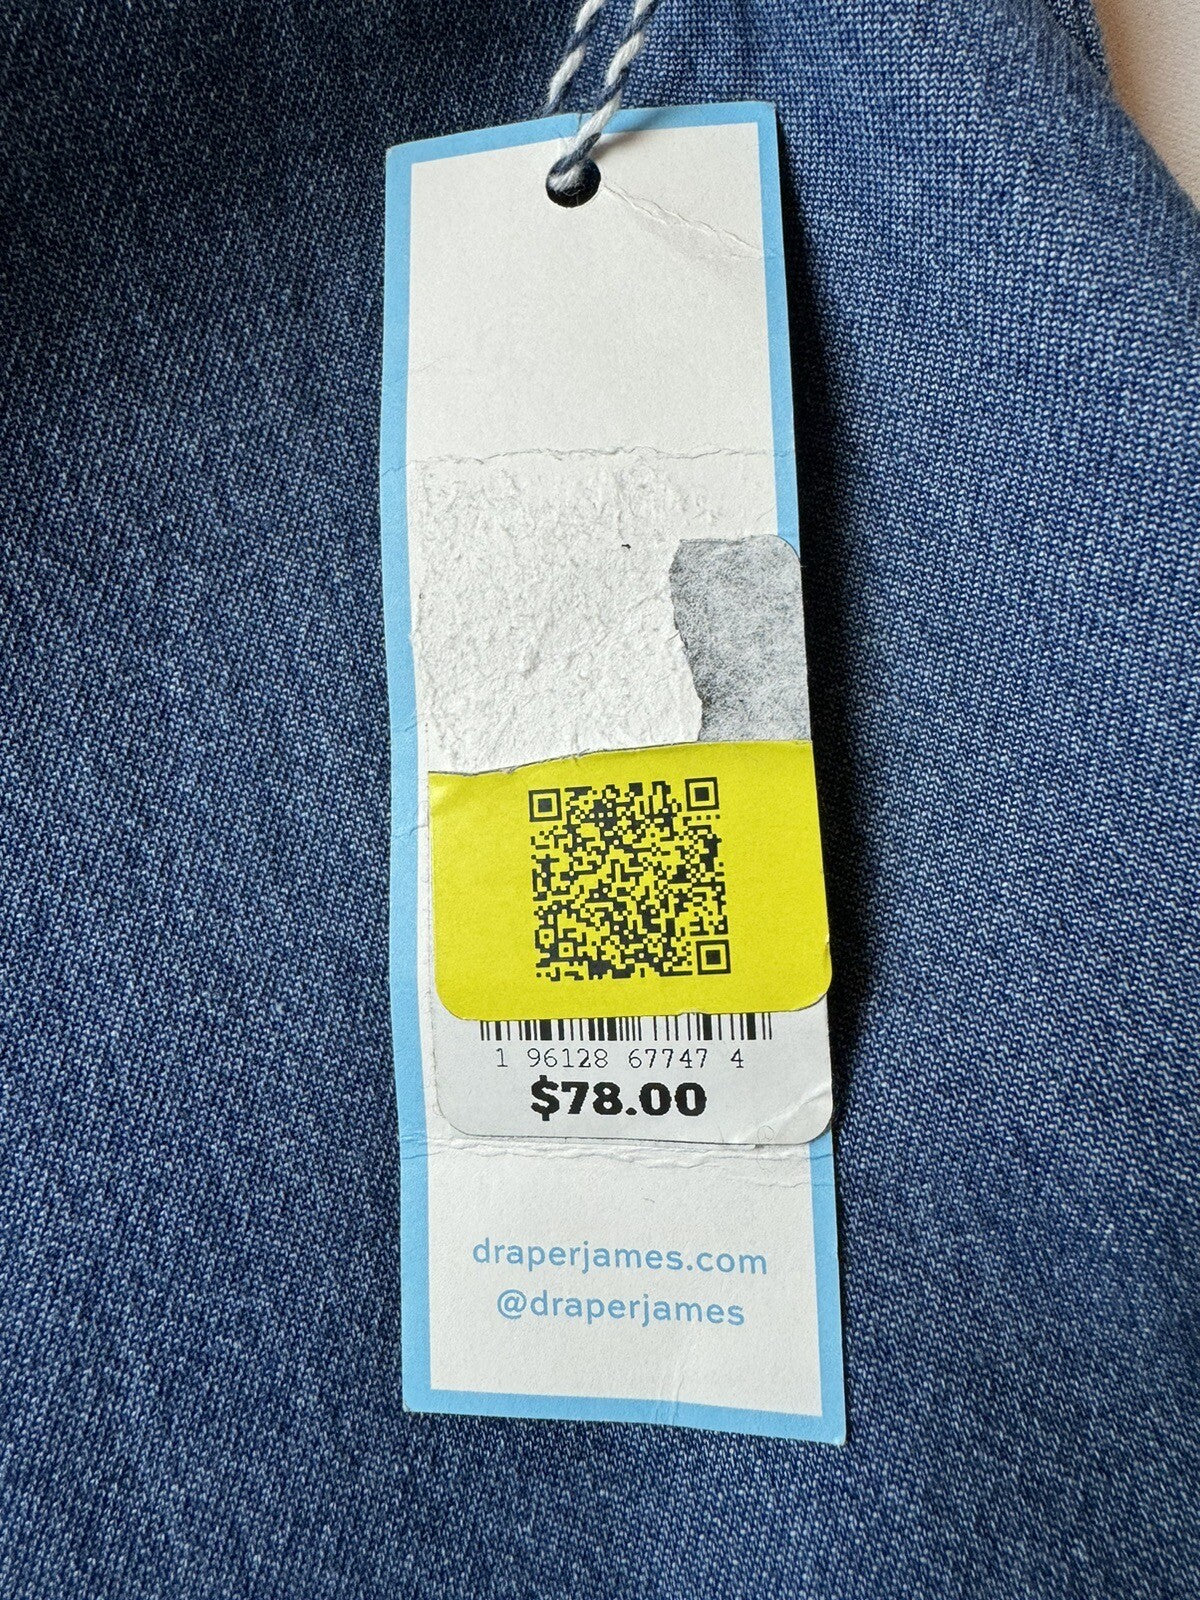 1 96128 67747 4
$78.00
draperjames.com
@draperjames